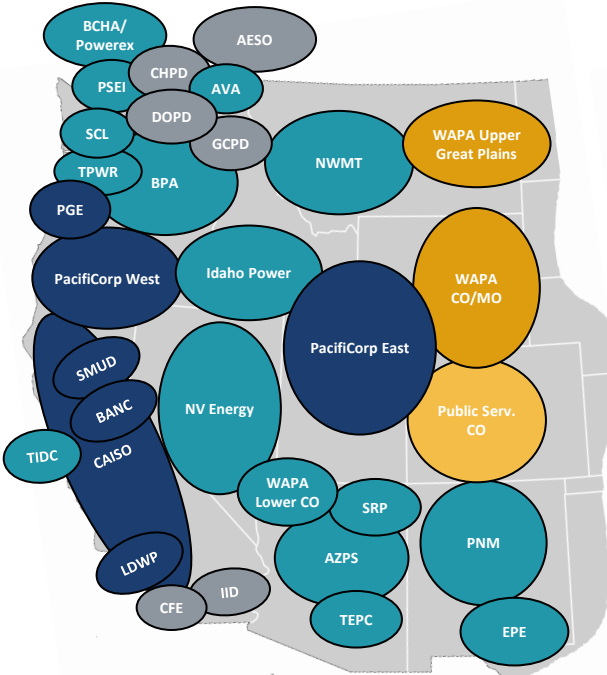 BCHA/
Powerex
AESO
CHPD
PSEI
AVA
DOPD
SCL
GCPD
WAPA Upper
Great Plains
NWMT
TPWR
BPA
PGE
PacifiCorp West
Idaho Power
WAPA
CO/MO
PacifiCorp East
SMUD
BANC
NV Energy
Public Serv.
CO
TIDC
CAISO
WAPA
Lower CO
SRP
PNM
LDWP
AZPS
IID
CFE
TEPC
EPE